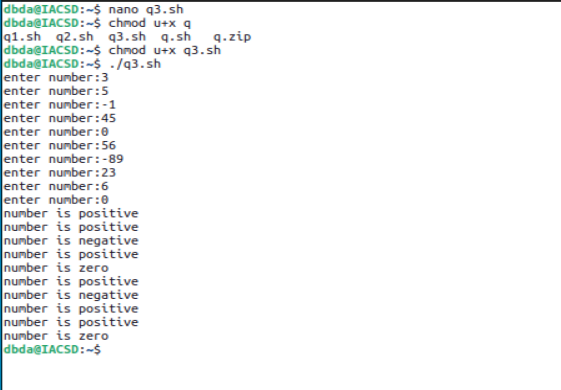 dbda@IACSD:~$ nano q3.sh
dbda@IACSD:~$ chmod u+x q
q1.sh  q2.sh  q3.sh  q.sh   q.zip
dbda@IACSD:~$ chmod u+x q3.sh
dbda@IACSD:~$ ./q3.sh
enter number:3
enter number:5
enter number:-1
enter number:45
enter number:0
enter number:56
enter number:-89
enter number:23
enter number:6
enter number:0
number is positive
number is positive
number is negative
number is positive
number is zero
number is positive
number is negative
number is positive
number is positive
number is zero
dbda@IACSD:~$